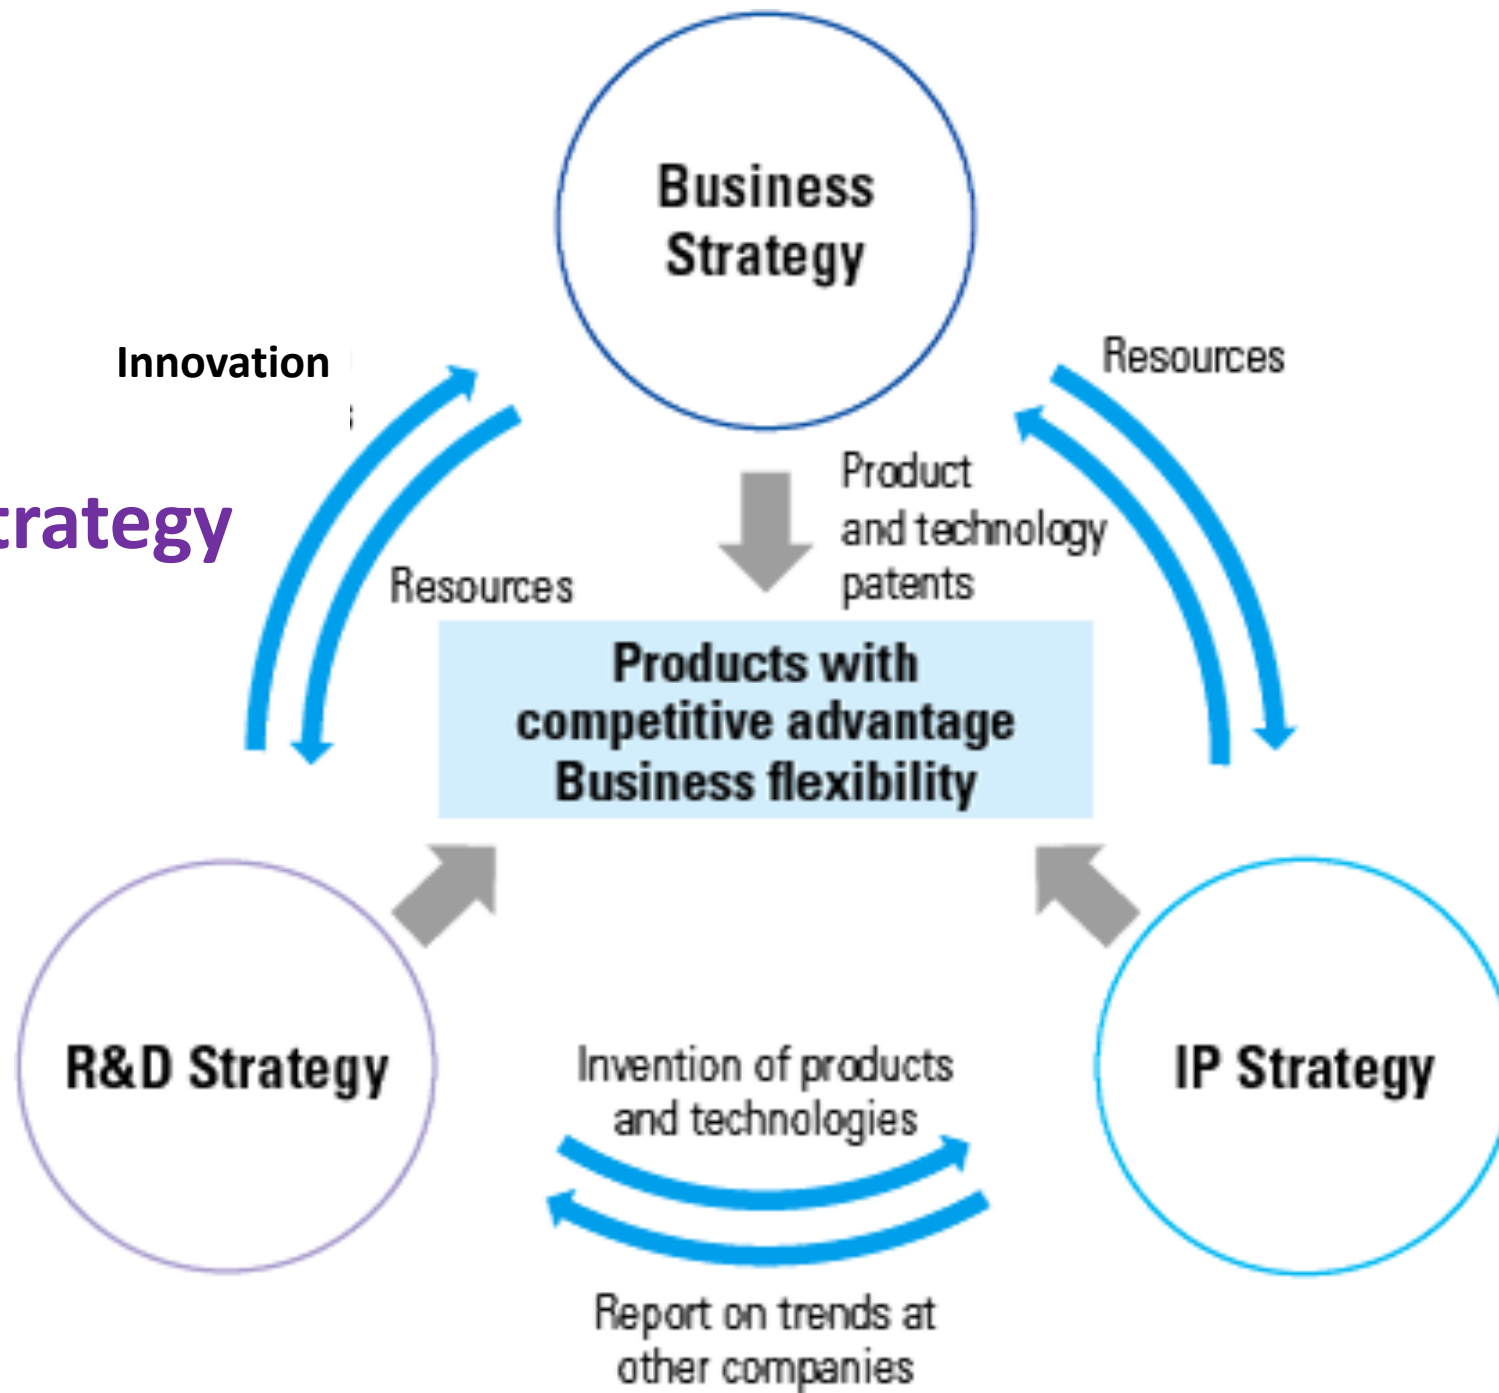 Business
Strategy
Innovation
Resources
Product
and technology
patents
trategy
Resources
Products with
competitive advantage
Business flexibility
R&D Strategy
Invention of products
and technologies
IP Strategy
Report on trends at
other companies